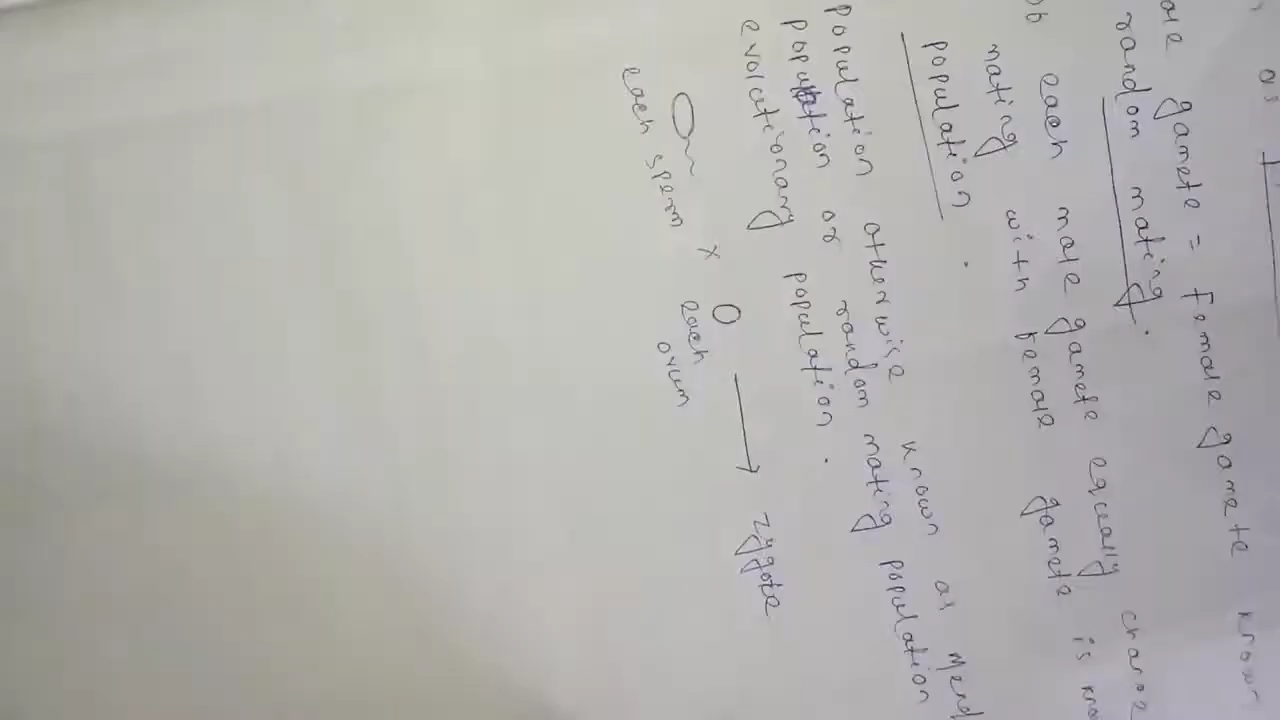 as
gamete = Female gamete known
random mating.
each male gamete equally chance
mating with female gamete is
population.
population otherwise known as Mend
population or random mating population
evolutionary population.
each sperm × each ovum → zygote